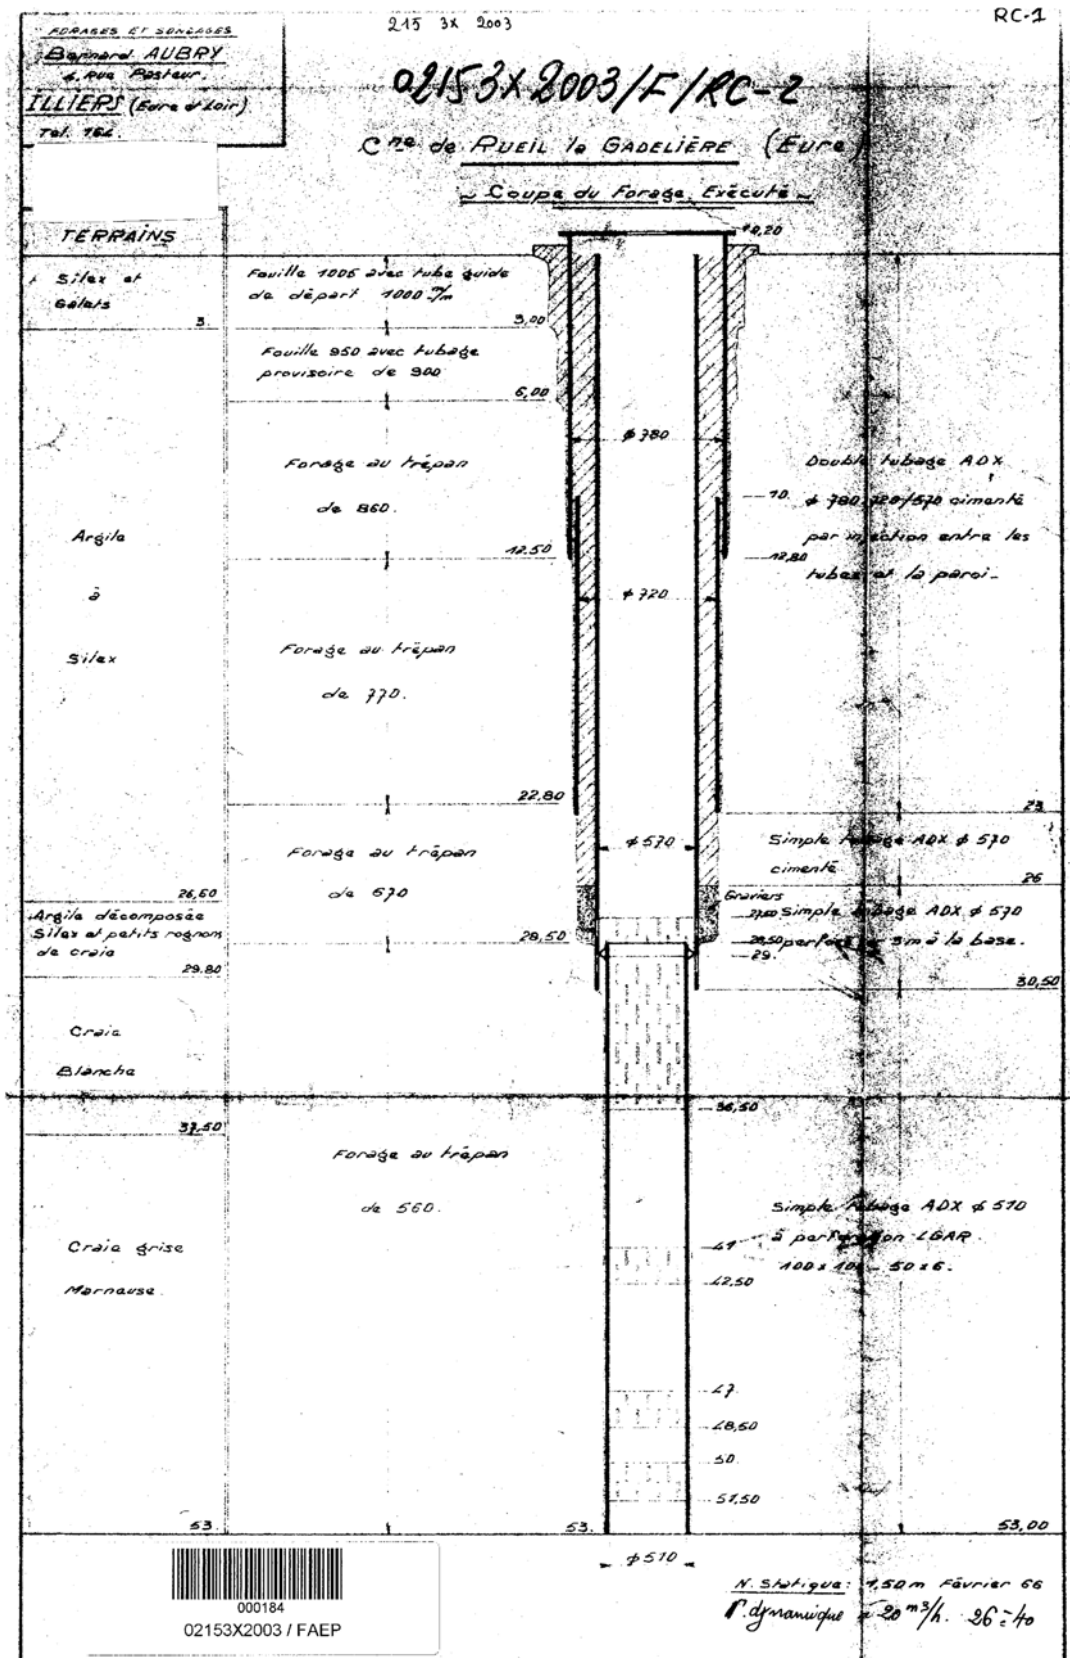 215 3X 2003
RC-1
FORAGES ET SONDAGES
Bernard AUBRY
4, Rue Pasteur.
ILLIERS (Eure et Loir)
Tél. 164.
02153X2003/F/RC-2
Cne de RUEIL la GADELIÈRE (Eure)
Coupe du Forage Exécuté
TERRAINS
Silex et
Galets
3.
Argile
à
Silex
26,60
Argile décomposée
Silex et petits rognons
de craie
29.80
Craie
Blanche
37,50
Craie grise
Marneuse.
53.
Fouille 1006 avec tube guide
de départ 1000 m/m
3,00
Fouille 950 avec tubage
provisoire de 900
6,00
Forage au trépan
de 860.
12,50
Forage au trépan
de 770.
22,80
Forage au trépan
de 670
28,50
Forage au trépan
de 560.
53.
0,20
ø 780
10.
12,80
ø 720
ø 570
Graviers
28,50
29.
36,50
41
42,50
47
48,50
50
51,50
ø 510
Double tubage ADX
ø 780 720/570 cimenté
par injection entre les
tubes et la paroi-
23
Simple tubage ADX ø 570
cimenté
26
Simple tubage ADX ø 570
perforé sur 3m à la base.
30,50
Simple tubage ADX ø 510
à perforation LGAR.
50 x 6.
53,00
N. Statique: 1,50 m Février 66
N. dynamique à 20 m³/h.
000184
02153X2003 / FAEP